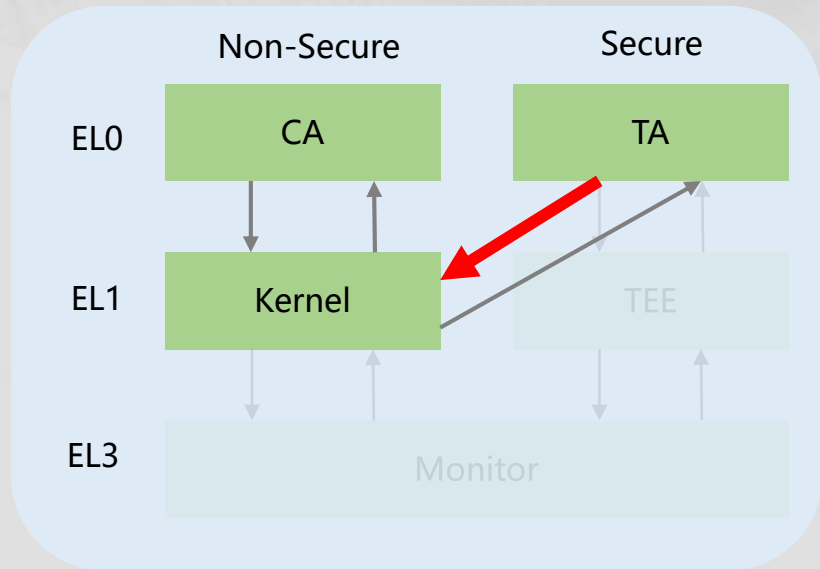 Non-Secure
Secure
EL0
CA
TA
EL1
Kernel
TEE
EL3
Monitor